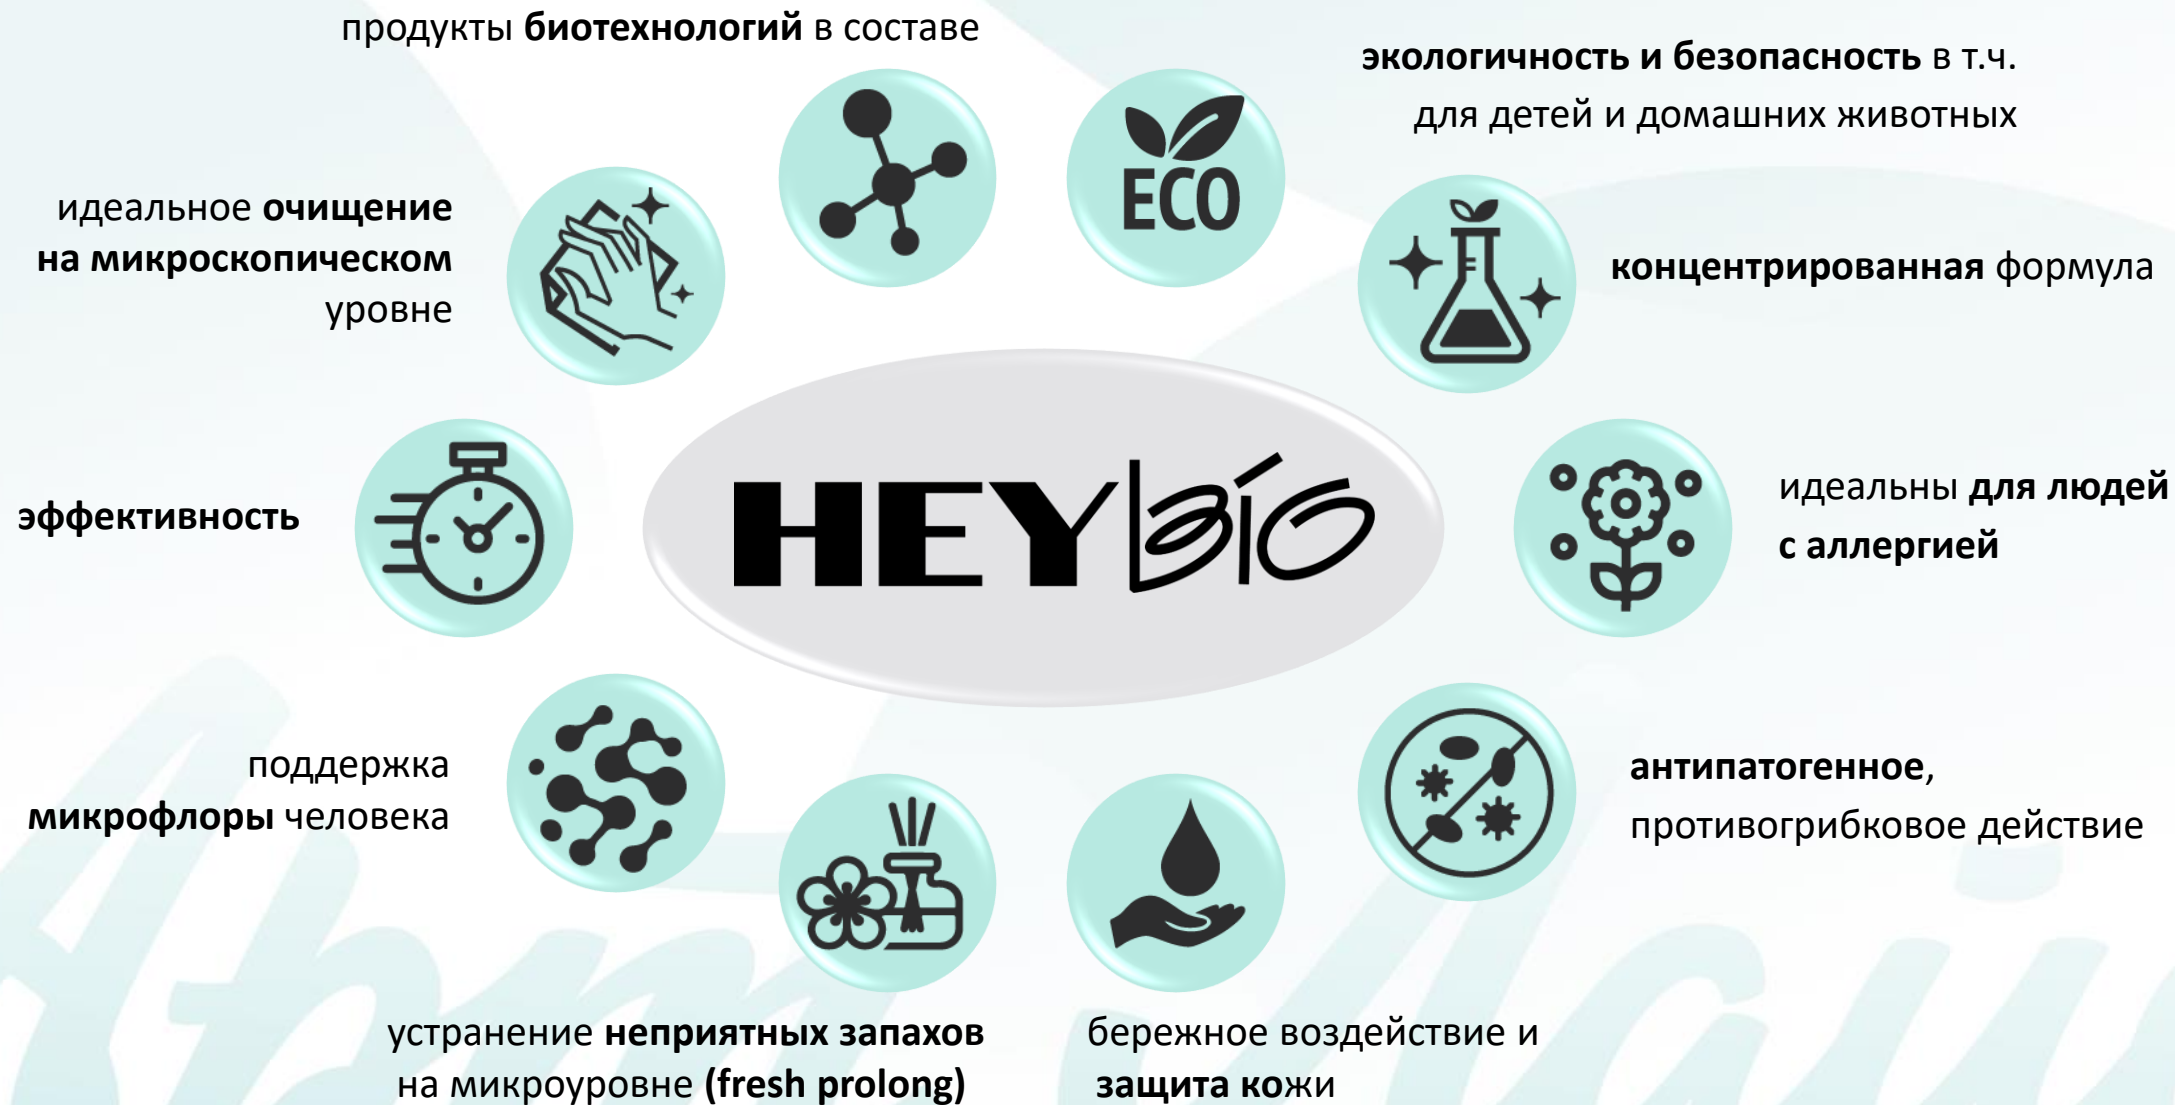 продукты биотехнологий в составе
экологичность и безопасность в т.ч.
для детей и домашних животных
ECO
идеальное очищение
на микроскопическом
уровне
концентрированная формула
HEYbio
эффективность
идеальны для людей
с аллергией
поддержка
микрофлоры человека
антипатогенное,
противогрибковое действие
устранение неприятных запахов
на микроуровне (fresh prolong)
бережное воздействие и
защита кожи